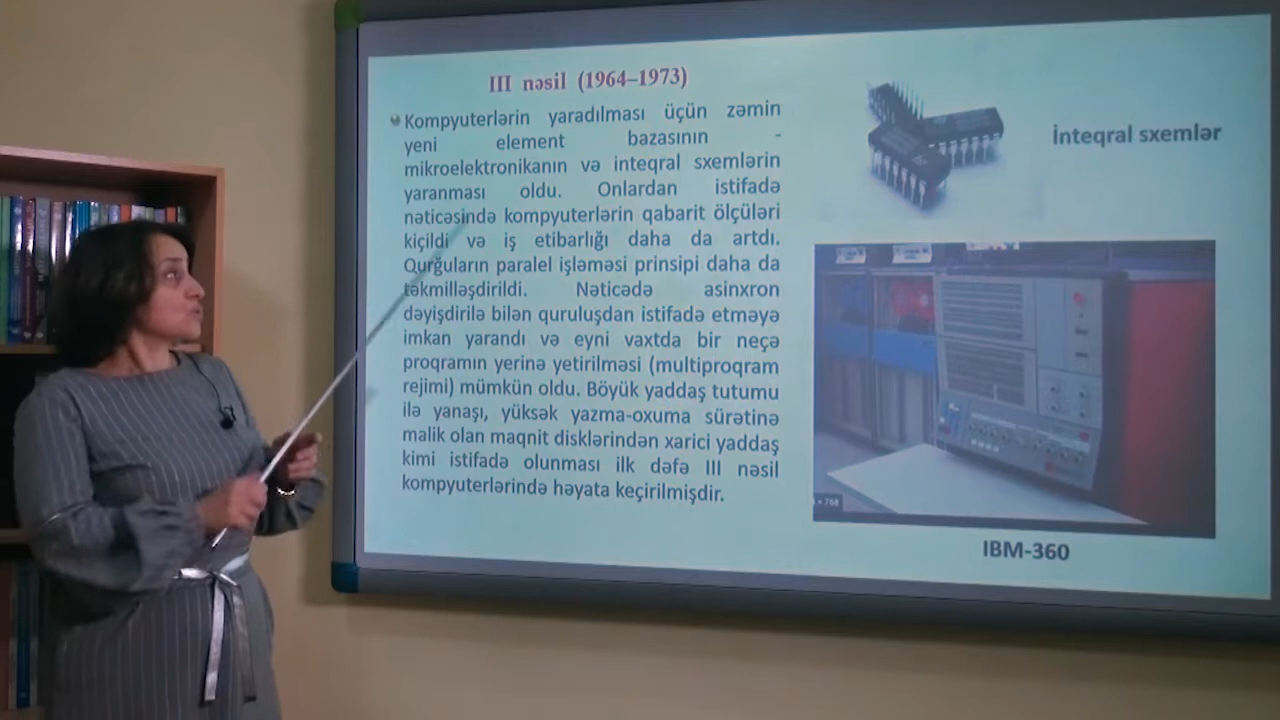 III nəsil (1964–1973)
Kompyuterlərin yaradılması üçün zəmin
yeni element bazasının -
mikroelektronikanın və inteqral sxemlərin
yaranması oldu. Onlardan istifadə
nəticəsində kompyuterlərin qabarit ölçüləri
kiçildi və iş etibarlığı daha da artdı.
Qurğuların paralel işləməsi prinsipi daha da
təkmilləşdirildi. Nəticədə asinxron
dəyişdirilə bilən quruluşdan istifadə etməyə
imkan yarandı və eyni vaxtda bir neçə
proqramın yerinə yetirilməsi (multiproqram
rejimi) mümkün oldu. Böyük yaddaş tutumu
ilə yanaşı, yüksək yazma-oxuma sürətinə
malik olan maqnit disklərindən xarici yaddaş
kimi istifadə olunması ilk dəfə III nəsil
kompyuterlərində həyata keçirilmişdir.
İnteqral sxemlər
IBM-360